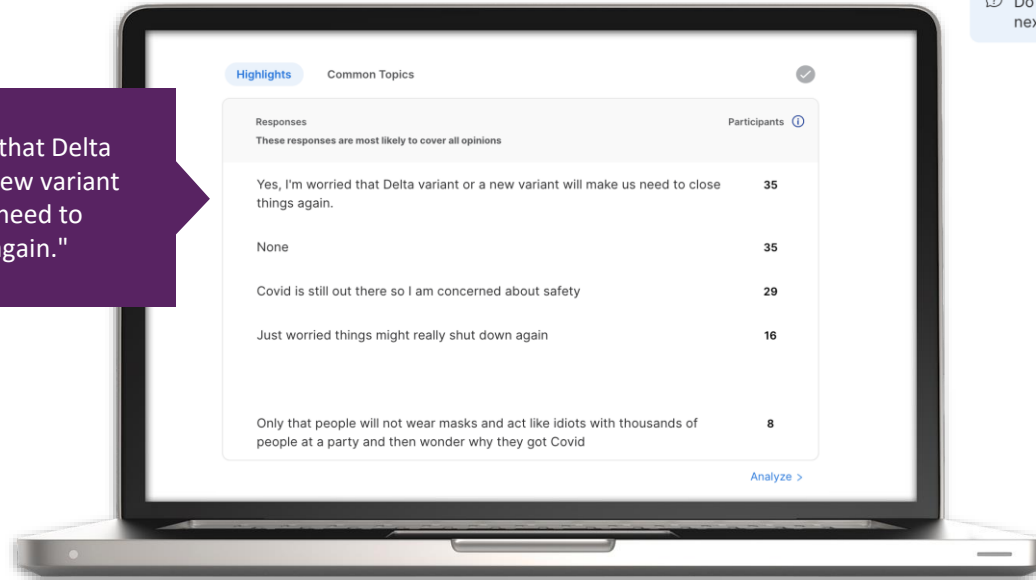 Do
nex
Highlights Common Topics
that Delta
ew variant
need to
gain."
Responses Participants
These responses are most likely to cover all opinions
Yes, I'm worried that Delta variant or a new variant will make us need to close 35
things again.
None 35
Covid is still out there so I am concerned about safety 29
Just worried things might really shut down again 16
Only that people will not wear masks and act like idiots with thousands of 8
people at a party and then wonder why they got Covid
Analyze >